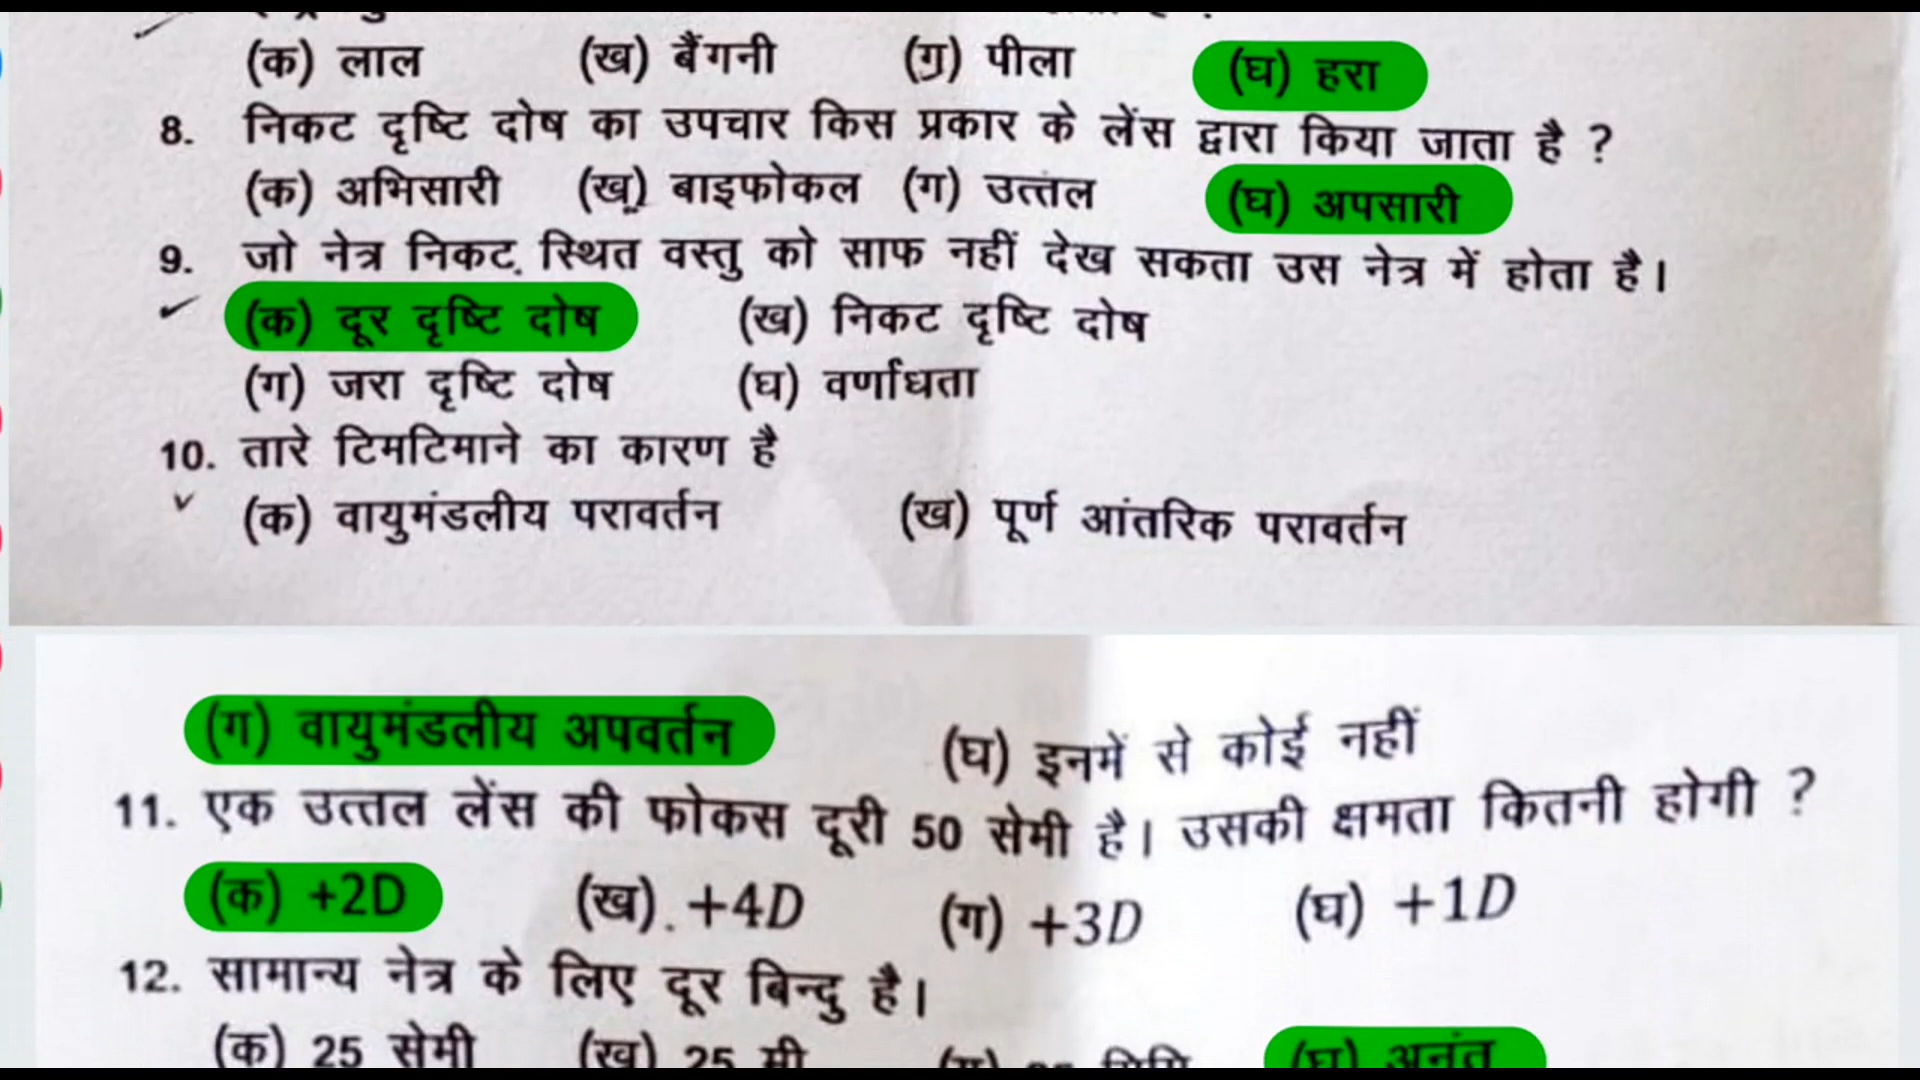 (क) लाल (ख) बैंगनी (ग) पीला (घ) हरा
8. निकट दृष्टि दोष का उपचार किस प्रकार के लेंस द्वारा किया जाता है ?
(क) अभिसारी (ख) बाइफोकल (ग) उत्तल (घ) अपसारी
9. जो नेत्र निकट स्थित वस्तु को साफ नहीं देख सकता उस नेत्र में होता है।
(क) दूर दृष्टि दोष (ख) निकट दृष्टि दोष
(ग) जरा दृष्टि दोष (घ) वर्णांधता
10. तारे टिमटिमाने का कारण है
(क) वायुमंडलीय परावर्तन (ख) पूर्ण आंतरिक परावर्तन
(ग) वायुमंडलीय अपवर्तन (घ) इनमें से कोई नहीं
11. एक उत्तल लेंस की फोकस दूरी 50 सेमी है। उसकी क्षमता कितनी होगी ?
(क) +2D (ख) +4D (ग) +3D (घ) +1D
12. सामान्य नेत्र के लिए दूर बिन्दु है।
(क) 25 सेमी (ख) 25 मी (घ) अनंत